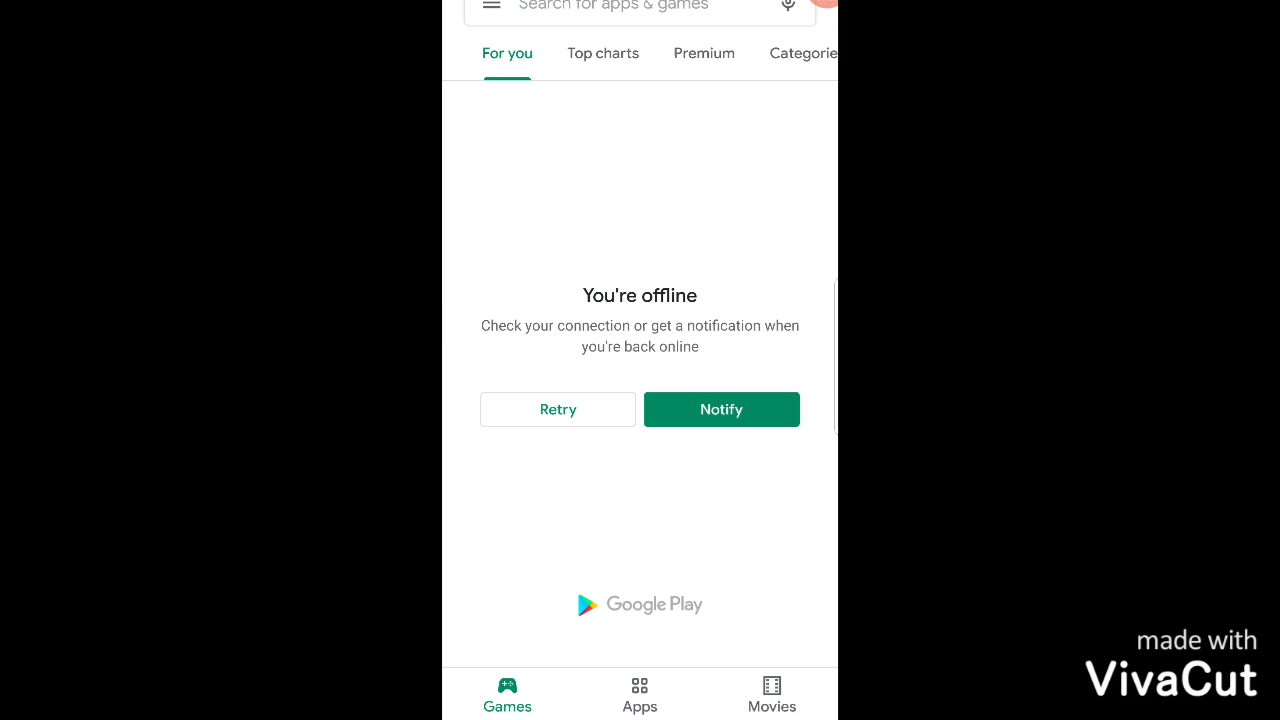 Search for apps & games
For you Top charts Premium Categorie
You're offline
Check your connection or get a notification when
you're back online
Retry Notify
Google Play
Games Apps Movies
made with
VivaCut